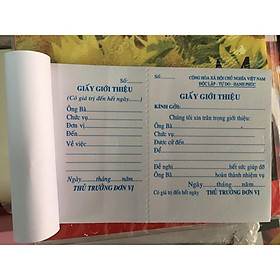 Số:
GIẤY GIỚI THIỆU
(Có giá trị đến hết ngày.......)
Ông Bà
Chức vụ
Đơn vị
Đến
Về việc
Ngày.......tháng.......năm
THỦ TRƯỞNG ĐƠN VỊ
Số:
CỘNG HÒA XÃ HỘI CHỦ NGHĨA VIỆT NAM
ĐỘC LẬP - TỰ DO - HẠNH PHÚC
GIẤY GIỚI THIỆU
KÍNH GỞI:
Chúng tôi xin trân trọng giới thiệu:
Ông Bà
Chức vụ
Được cử đến
Để
Đề nghị.......hết sức giúp đỡ
Ông Bà.......hoàn thành nhiệm vụ
Ngày.......tháng.......năm
Có giá trị đến hết ngày
THỦ TRƯỞNG ĐƠN VỊ